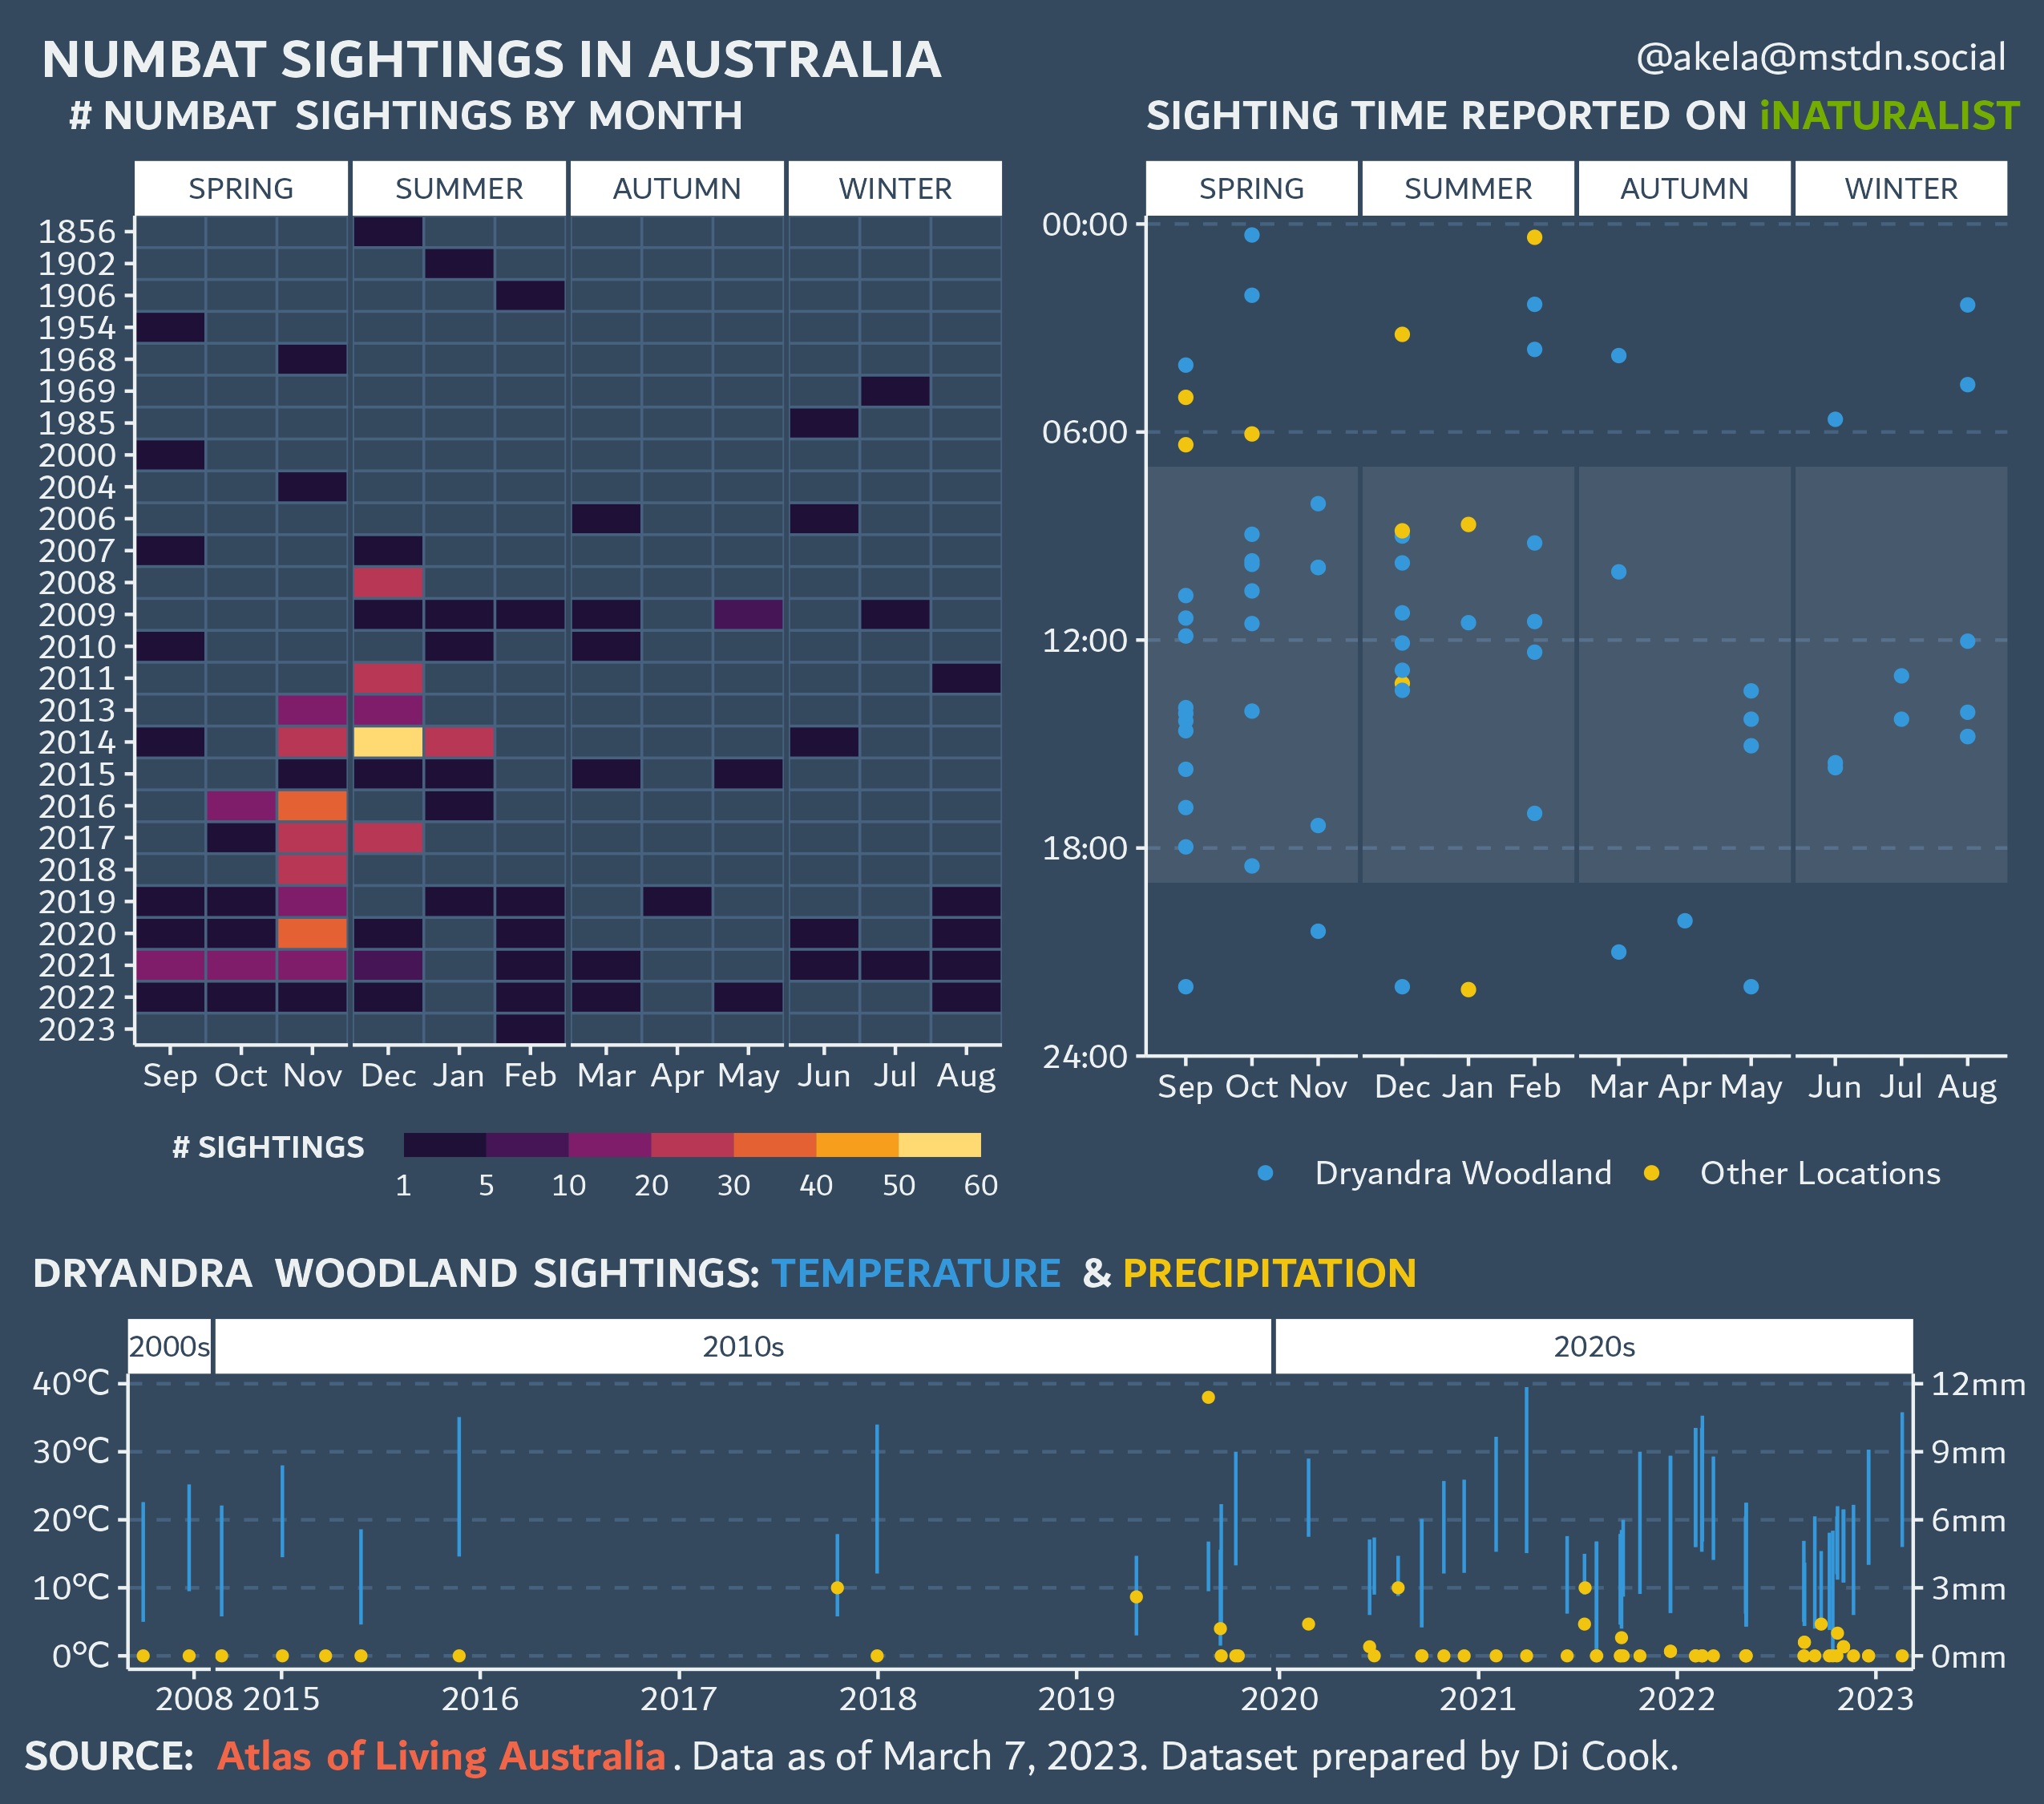 NUMBAT SIGHTINGS IN AUSTRALIA
@akela@mstdn.social
# NUMBAT SIGHTINGS BY MONTH
SPRING SUMMER AUTUMN WINTER
1856
1902
1906
1954
1968
1969
1985
2000
2004
2006
2007
2008
2009
2010
2011
2013
2014
2015
2016
2017
2018
2019
2020
2021
2022
2023
Sep Oct Nov Dec Jan Feb Mar Apr May Jun Jul Aug
# SIGHTINGS
1 5 10 20 30 40 50 60
SIGHTING TIME REPORTED ON iNATURALIST
SPRING SUMMER AUTUMN WINTER
00:00
06:00
12:00
18:00
24:00
Sep Oct Nov Dec Jan Feb Mar Apr May Jun Jul Aug
Dryandra Woodland Other Locations
DRYANDRA WOODLAND SIGHTINGS: TEMPERATURE & PRECIPITATION
2000s 2010s 2020s
40°C 12mm
30°C 9mm
20°C 6mm
10°C 3mm
0°C 0mm
2008 2015 2016 2017 2018 2019 2020 2021 2022 2023
SOURCE: Atlas of Living Australia. Data as of March 7, 2023. Dataset prepared by Di Cook.